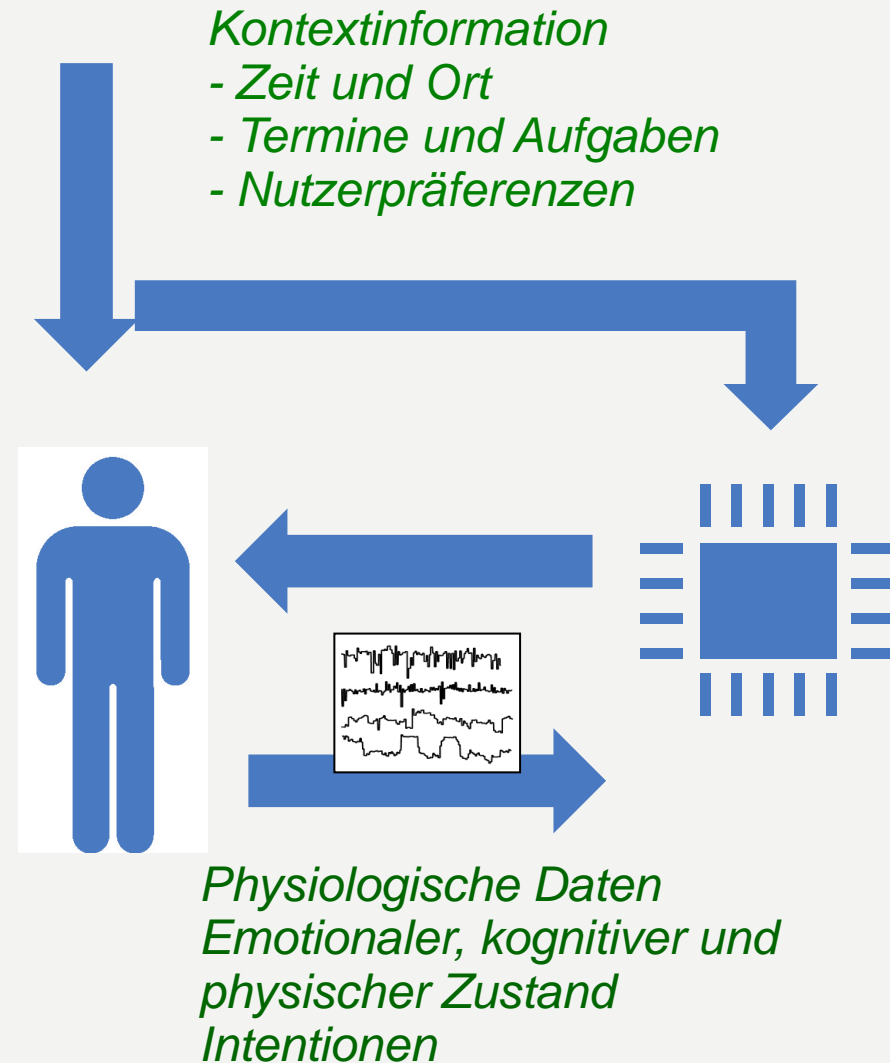 Kontextinformation
- Zeit und Ort
- Termine und Aufgaben
- Nutzerpräferenzen
Physiologische Daten
Emotionaler, kognitiver und
physischer Zustand
Intentionen